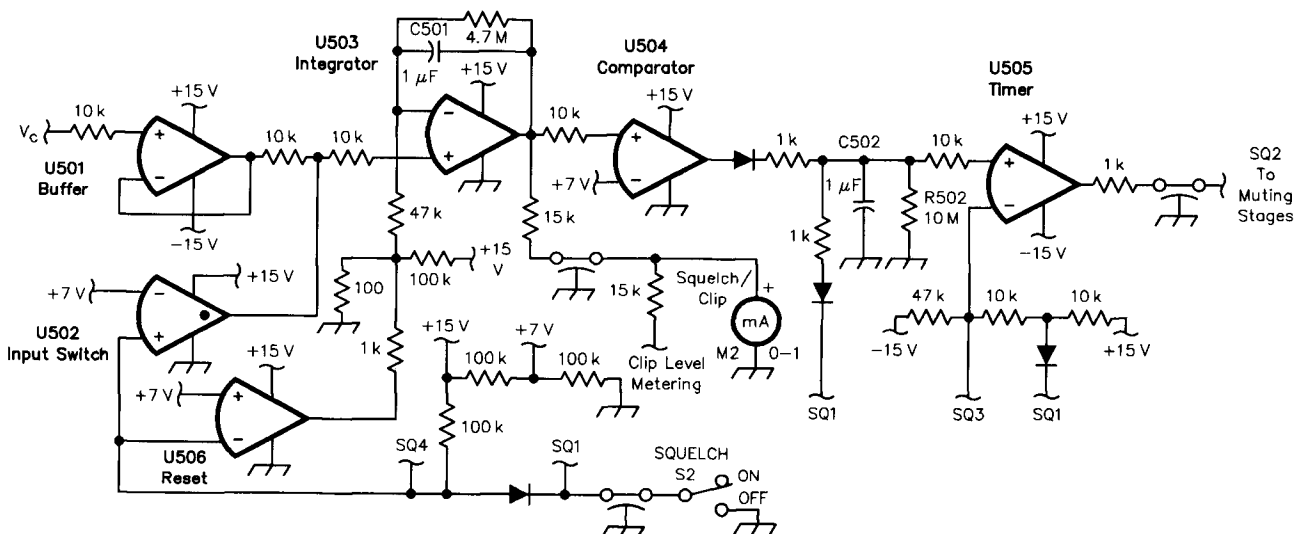 C501
4.7 M
1 µF
U503
Integrator
+15 V
U504
Comparator
+15 V
U505
Timer
+15 V
V_C
10 k
+15 V
+
−
U501
Buffer
−15 V
10 k
10 k
−
+
10 k
+
−
+7 V
1 k
C502
1 µF
10 k
R502
10 M
+
−
−15 V
1 k
SQ2
To
Muting
Stages
47 k
15 k
1 k
+15
V
100 k
100
Squelch/
Clip
+
mA
M2
0–1
15 k
Clip Level
Metering
47 k
10 k
10 k
−15 V
+15 V
SQ1
SQ3
SQ1
+7 V
−
+
+15 V
U502
Input Switch
1 k
+15 V
+7 V
100 k
100 k
100 k
+7 V
+
−
+15 V
U506
Reset
SQ4
SQ1
SQUELCH
S2
ON
OFF